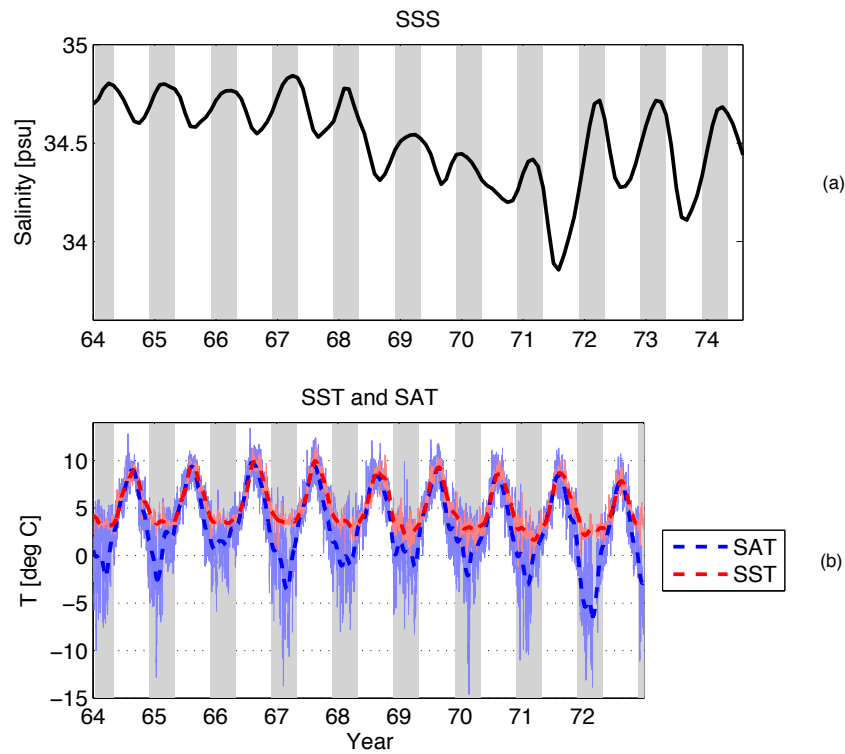 SSS
35
34.5
34
Salinity [psu]
64 65 66 67 68 69 70 71 72 73 74
(a)
SST and SAT
10
5
0
−5
−10
−15
T [deg C]
64 65 66 67 68 69 70 71 72
Year
SAT
SST
(b)